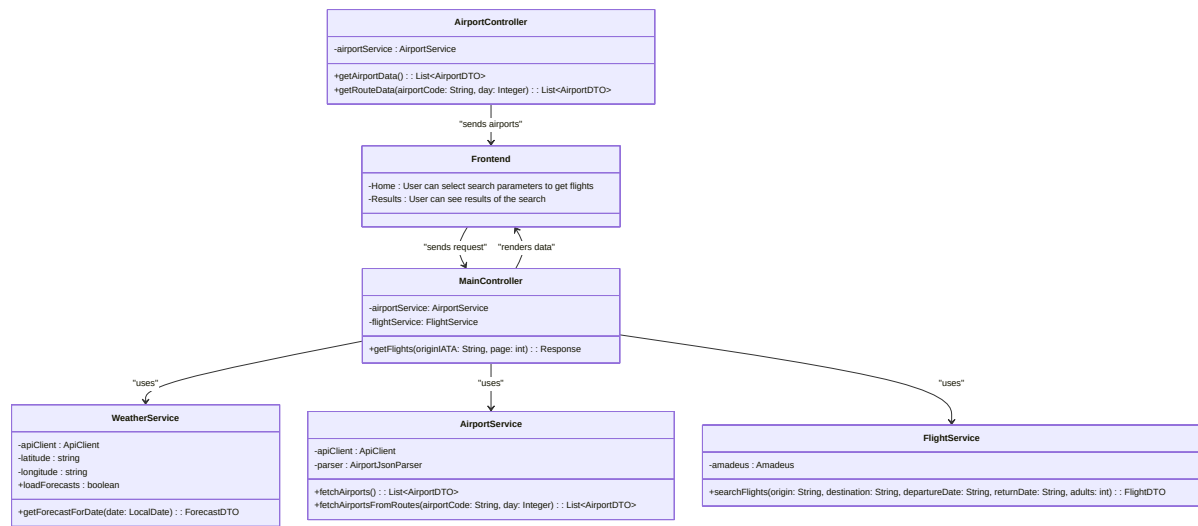 AirportController
-airportService : AirportService
+getAirportData() : : List<AirportDTO>
+getRouteData(airportCode: String, day: Integer) : : List<AirportDTO>
"sends airports"
Frontend
-Home : User can select search parameters to get flights
-Results : User can see results of the search
"sends request" "renders data"
MainController
-airportService: AirportService
-flightService: FlightService
+getFlights(originIATA: String, page: int) : : Response
"uses" "uses" "uses"
WeatherService
-apiClient : ApiClient
-latitude : string
-longitude : string
+loadForecasts : boolean
+getForecastForDate(date: LocalDate) : : ForecastDTO
AirportService
-apiClient : ApiClient
-parser : AirportJsonParser
+fetchAirports() : : List<AirportDTO>
+fetchAirportsFromRoutes(airportCode: String, day: Integer) : : List<AirportDTO>
FlightService
-amadeus : Amadeus
+searchFlights(origin: String, destination: String, departureDate: String, returnDate: String, adults: int) : : FlightDTO